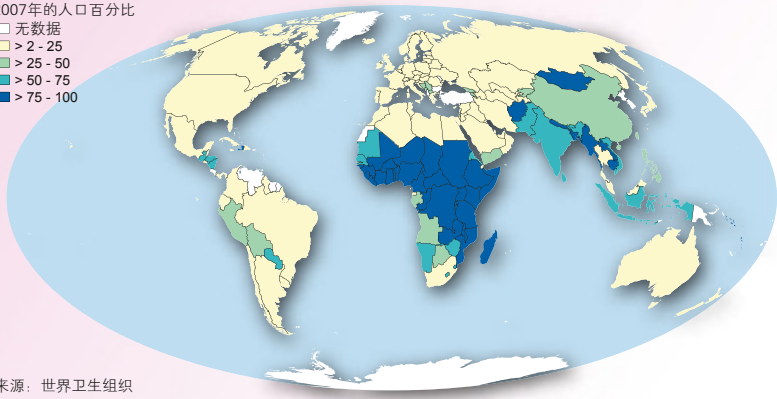 2007年的人口百分比
无数据
> 2 - 25
> 25 - 50
> 50 - 75
> 75 - 100
来源：世界卫生组织